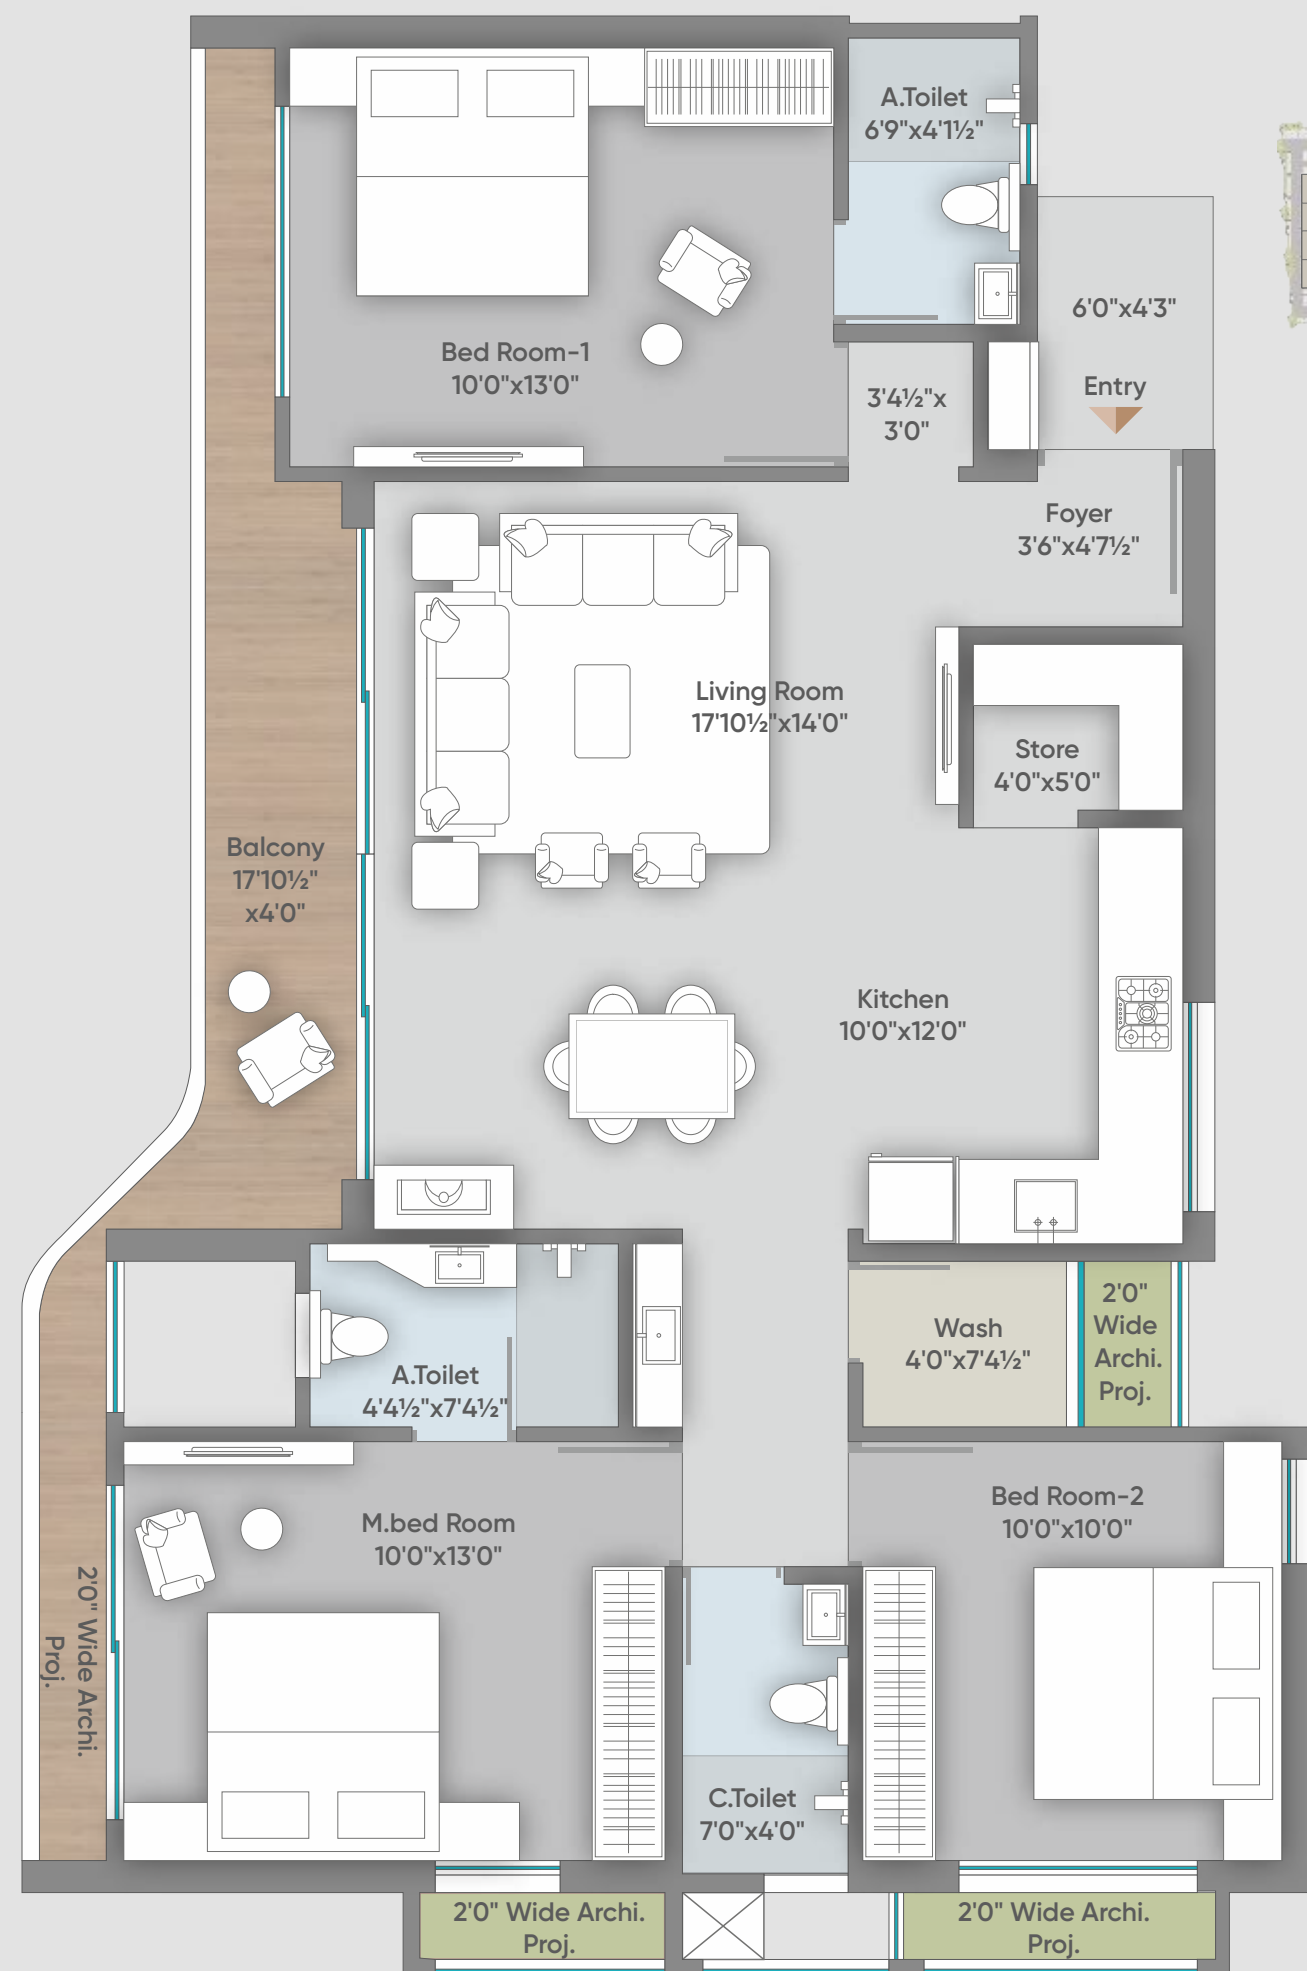 A.Toilet
6'9"x4'1½"
6'0"x4'3"
Entry
Bed Room-1
10'0"x13'0"
3'4½"x
3'0"
Foyer
3'6"x4'7½"
Living Room
17'10½"x14'0"
Store
4'0"x5'0"
Balcony
17'10½"
x4'0"
Kitchen
10'0"x12'0"
2'0"
Wide
Archi.
Proj.
Wash
4'0"x7'4½"
A.Toilet
4'4½"x7'4½"
M.bed Room
10'0"x13'0"
Bed Room-2
10'0"x10'0"
2'0" Wide Archi.
Proj.
C.Toilet
7'0"x4'0"
2'0" Wide Archi.
Proj.
2'0" Wide Archi.
Proj.